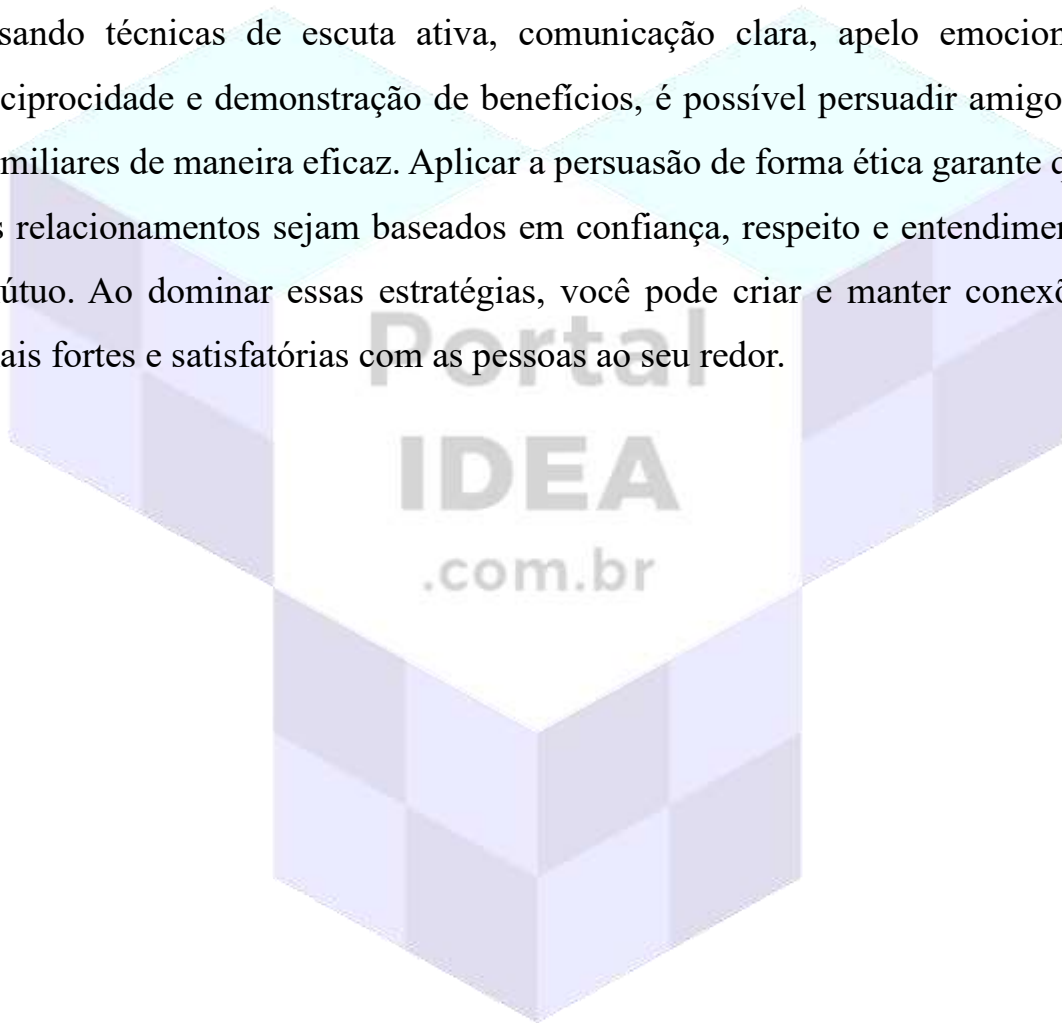 sando técnicas de escuta ativa, comunicação clara, apelo emocion
ciprocidade e demonstração de benefícios, é possível persuadir amigo
miliares de maneira eficaz. Aplicar a persuasão de forma ética garante q
s relacionamentos sejam baseados em confiança, respeito e entendimen
útuo. Ao dominar essas estratégias, você pode criar e manter conexõ
ais fortes e satisfatórias com as pessoas ao seu redor.
Portal
IDEA
.com.br